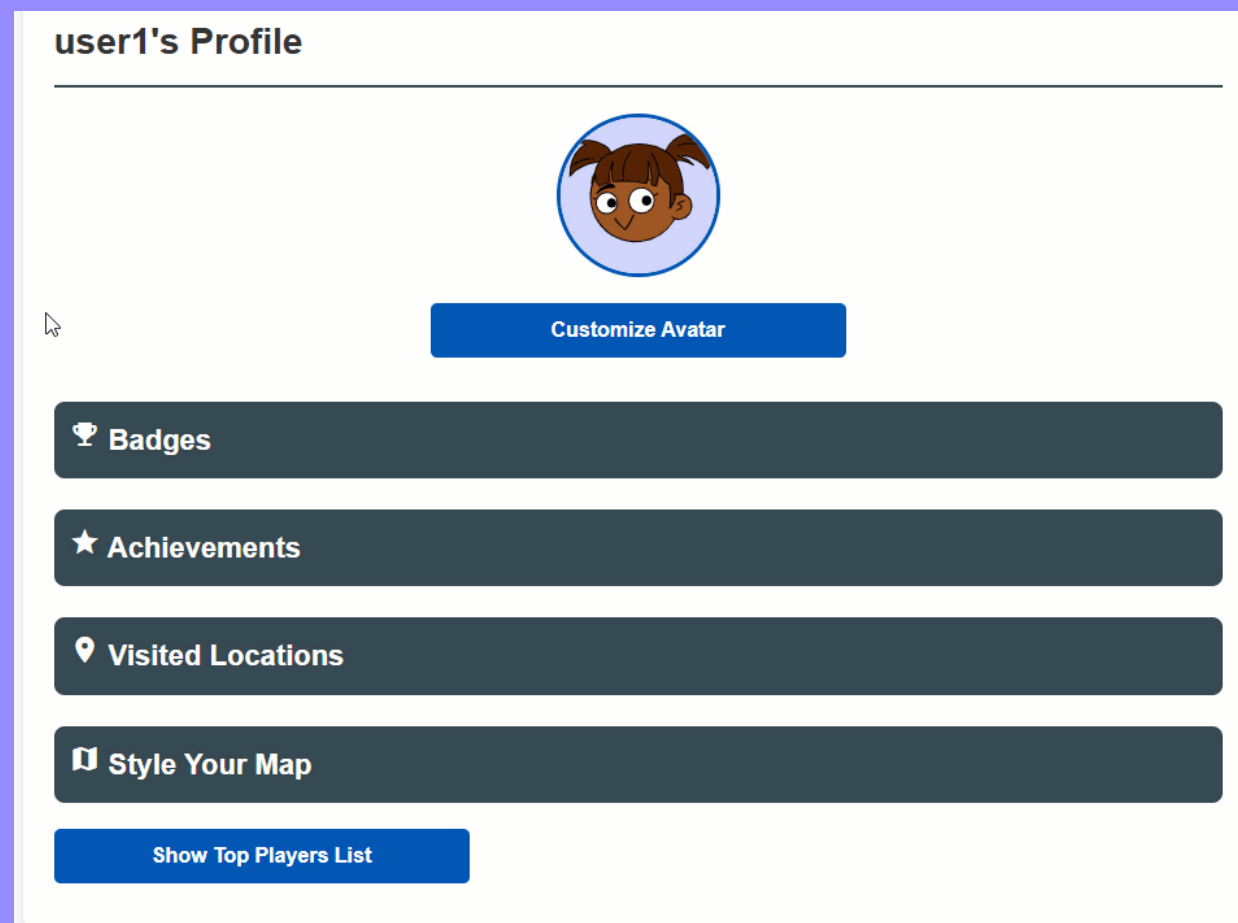 user1's Profile
Customize Avatar
Badges
Achievements
Visited Locations
Style Your Map
Show Top Players List